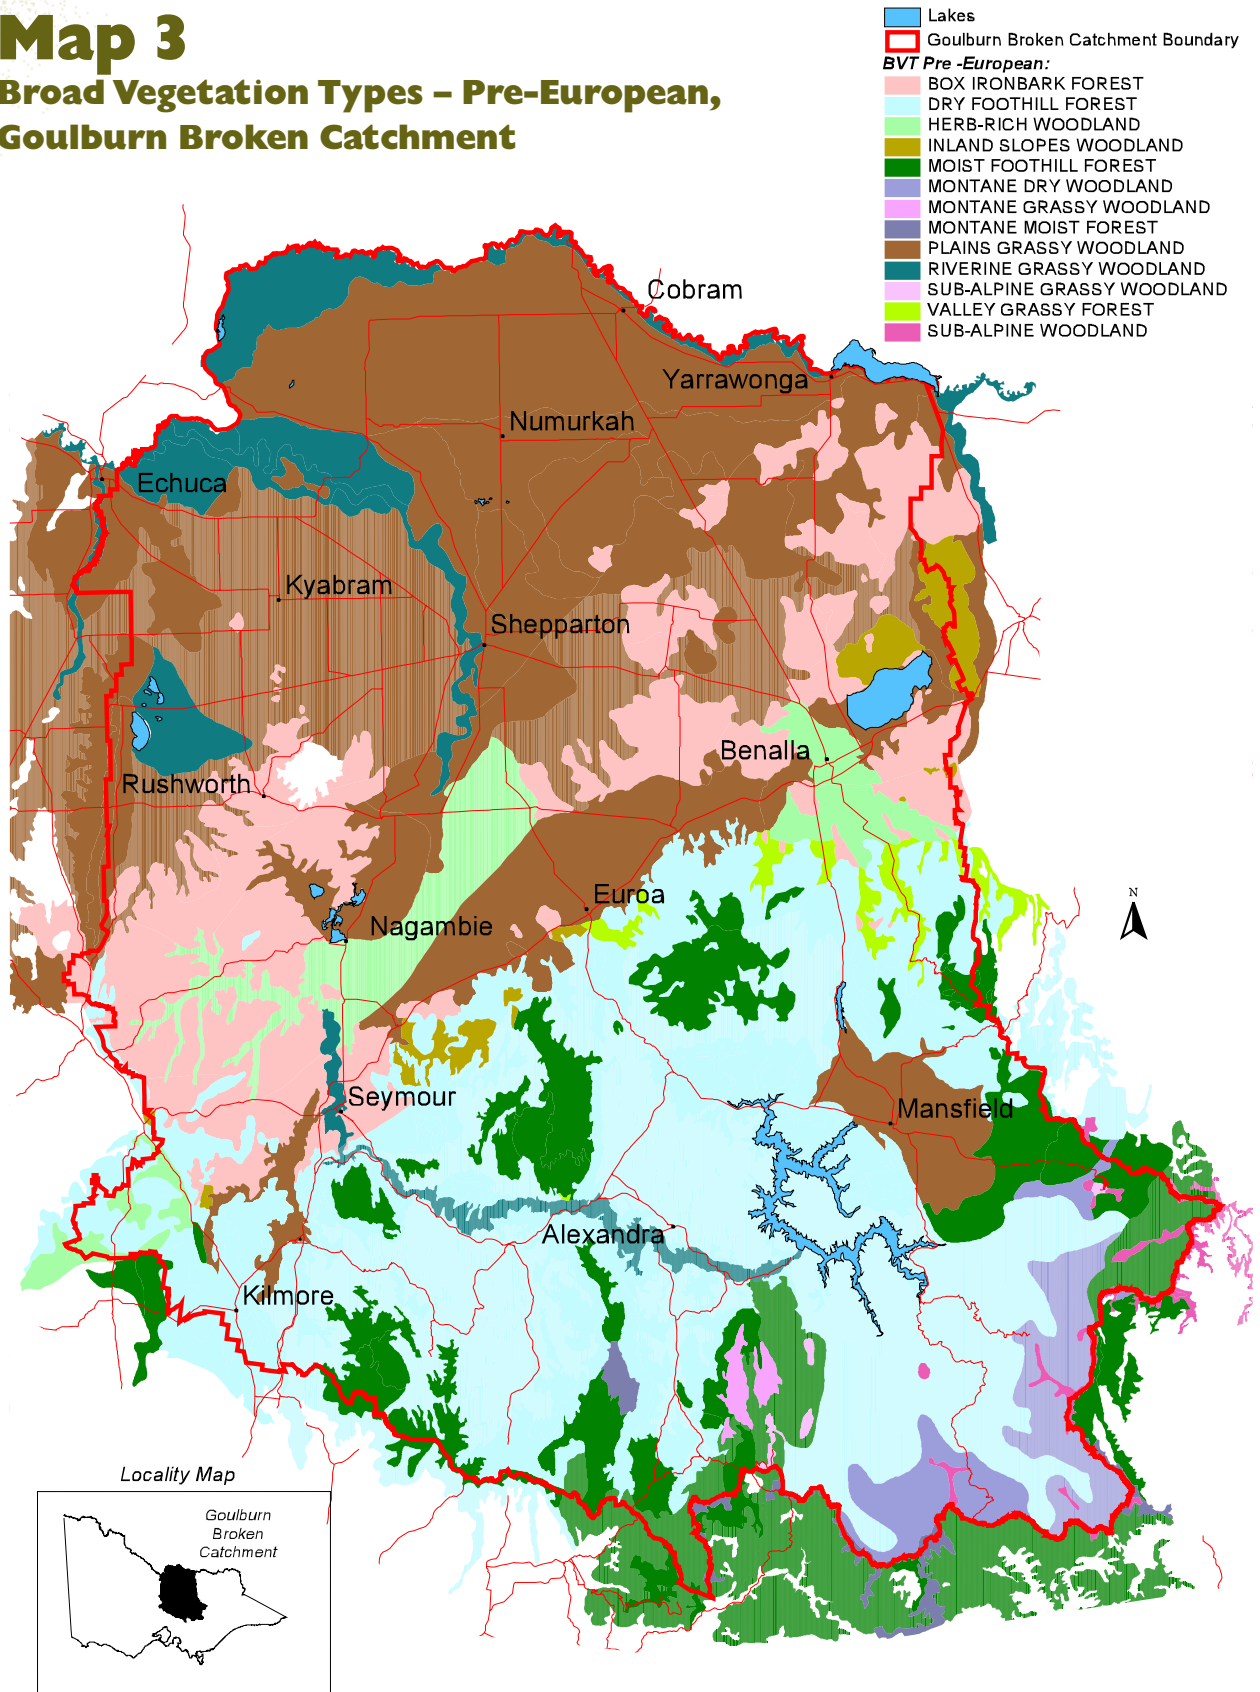 Map 3
Broad Vegetation Types – Pre-European,
Goulburn Broken Catchment
Lakes
Goulburn Broken Catchment Boundary
BVT Pre -European:
BOX IRONBARK FOREST
DRY FOOTHILL FOREST
HERB-RICH WOODLAND
INLAND SLOPES WOODLAND
MOIST FOOTHILL FOREST
MONTANE DRY WOODLAND
MONTANE GRASSY WOODLAND
MONTANE MOIST FOREST
PLAINS GRASSY WOODLAND
RIVERINE GRASSY WOODLAND
SUB-ALPINE GRASSY WOODLAND
VALLEY GRASSY FOREST
SUB-ALPINE WOODLAND
Cobram
Yarrawonga
Numurkah
Echuca
Kyabram
Shepparton
Benalla
Rushworth
Euroa
N
Nagambie
Seymour
Mansfield
Alexandra
Kilmore
Locality Map
Goulburn
Broken
Catchment